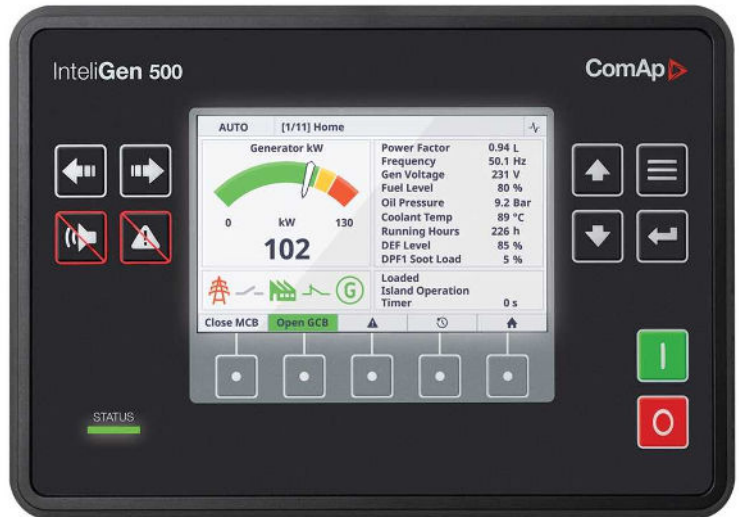 InteliGen 500
ComAp
AUTO [1/11] Home
Generator kW
0 kW 130
102
Power Factor 0.94 L
Frequency 50.1 Hz
Gen Voltage 231 V
Fuel Level 80 %
Oil Pressure 9.2 Bar
Coolant Temp 89 °C
Running Hours 226 h
DEF Level 85 %
DPF1 Soot Load 5 %
G
Loaded
Island Operation
Timer 0 s
Close MCB Open GCB
STATUS